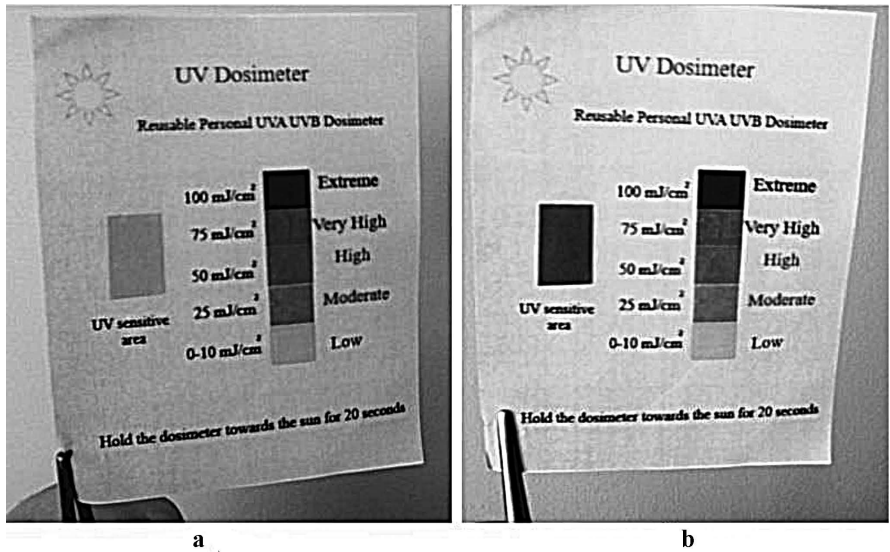 UV Dosimeter
Reusable Personal UVA UVB Dosimeter
100 mJ/cm² Extreme
75 mJ/cm² Very High
50 mJ/cm² High
25 mJ/cm² Moderate
0-10 mJ/cm² Low
UV sensitive
area
Hold the dosimeter towards the sun for 20 seconds
a
UV Dosimeter
Reusable Personal UVA UVB Dosimeter
100 mJ/cm² Extreme
75 mJ/cm² Very High
50 mJ/cm² High
25 mJ/cm² Moderate
0-10 mJ/cm² Low
UV sensitive
area
Hold the dosimeter towards the sun for 20 seconds
b